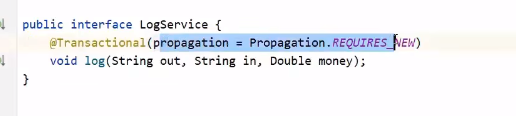 public interface LogService {
@Transactional(propagation = Propagation.REQUIRES_NEW)
void log(String out, String in, Double money);
}